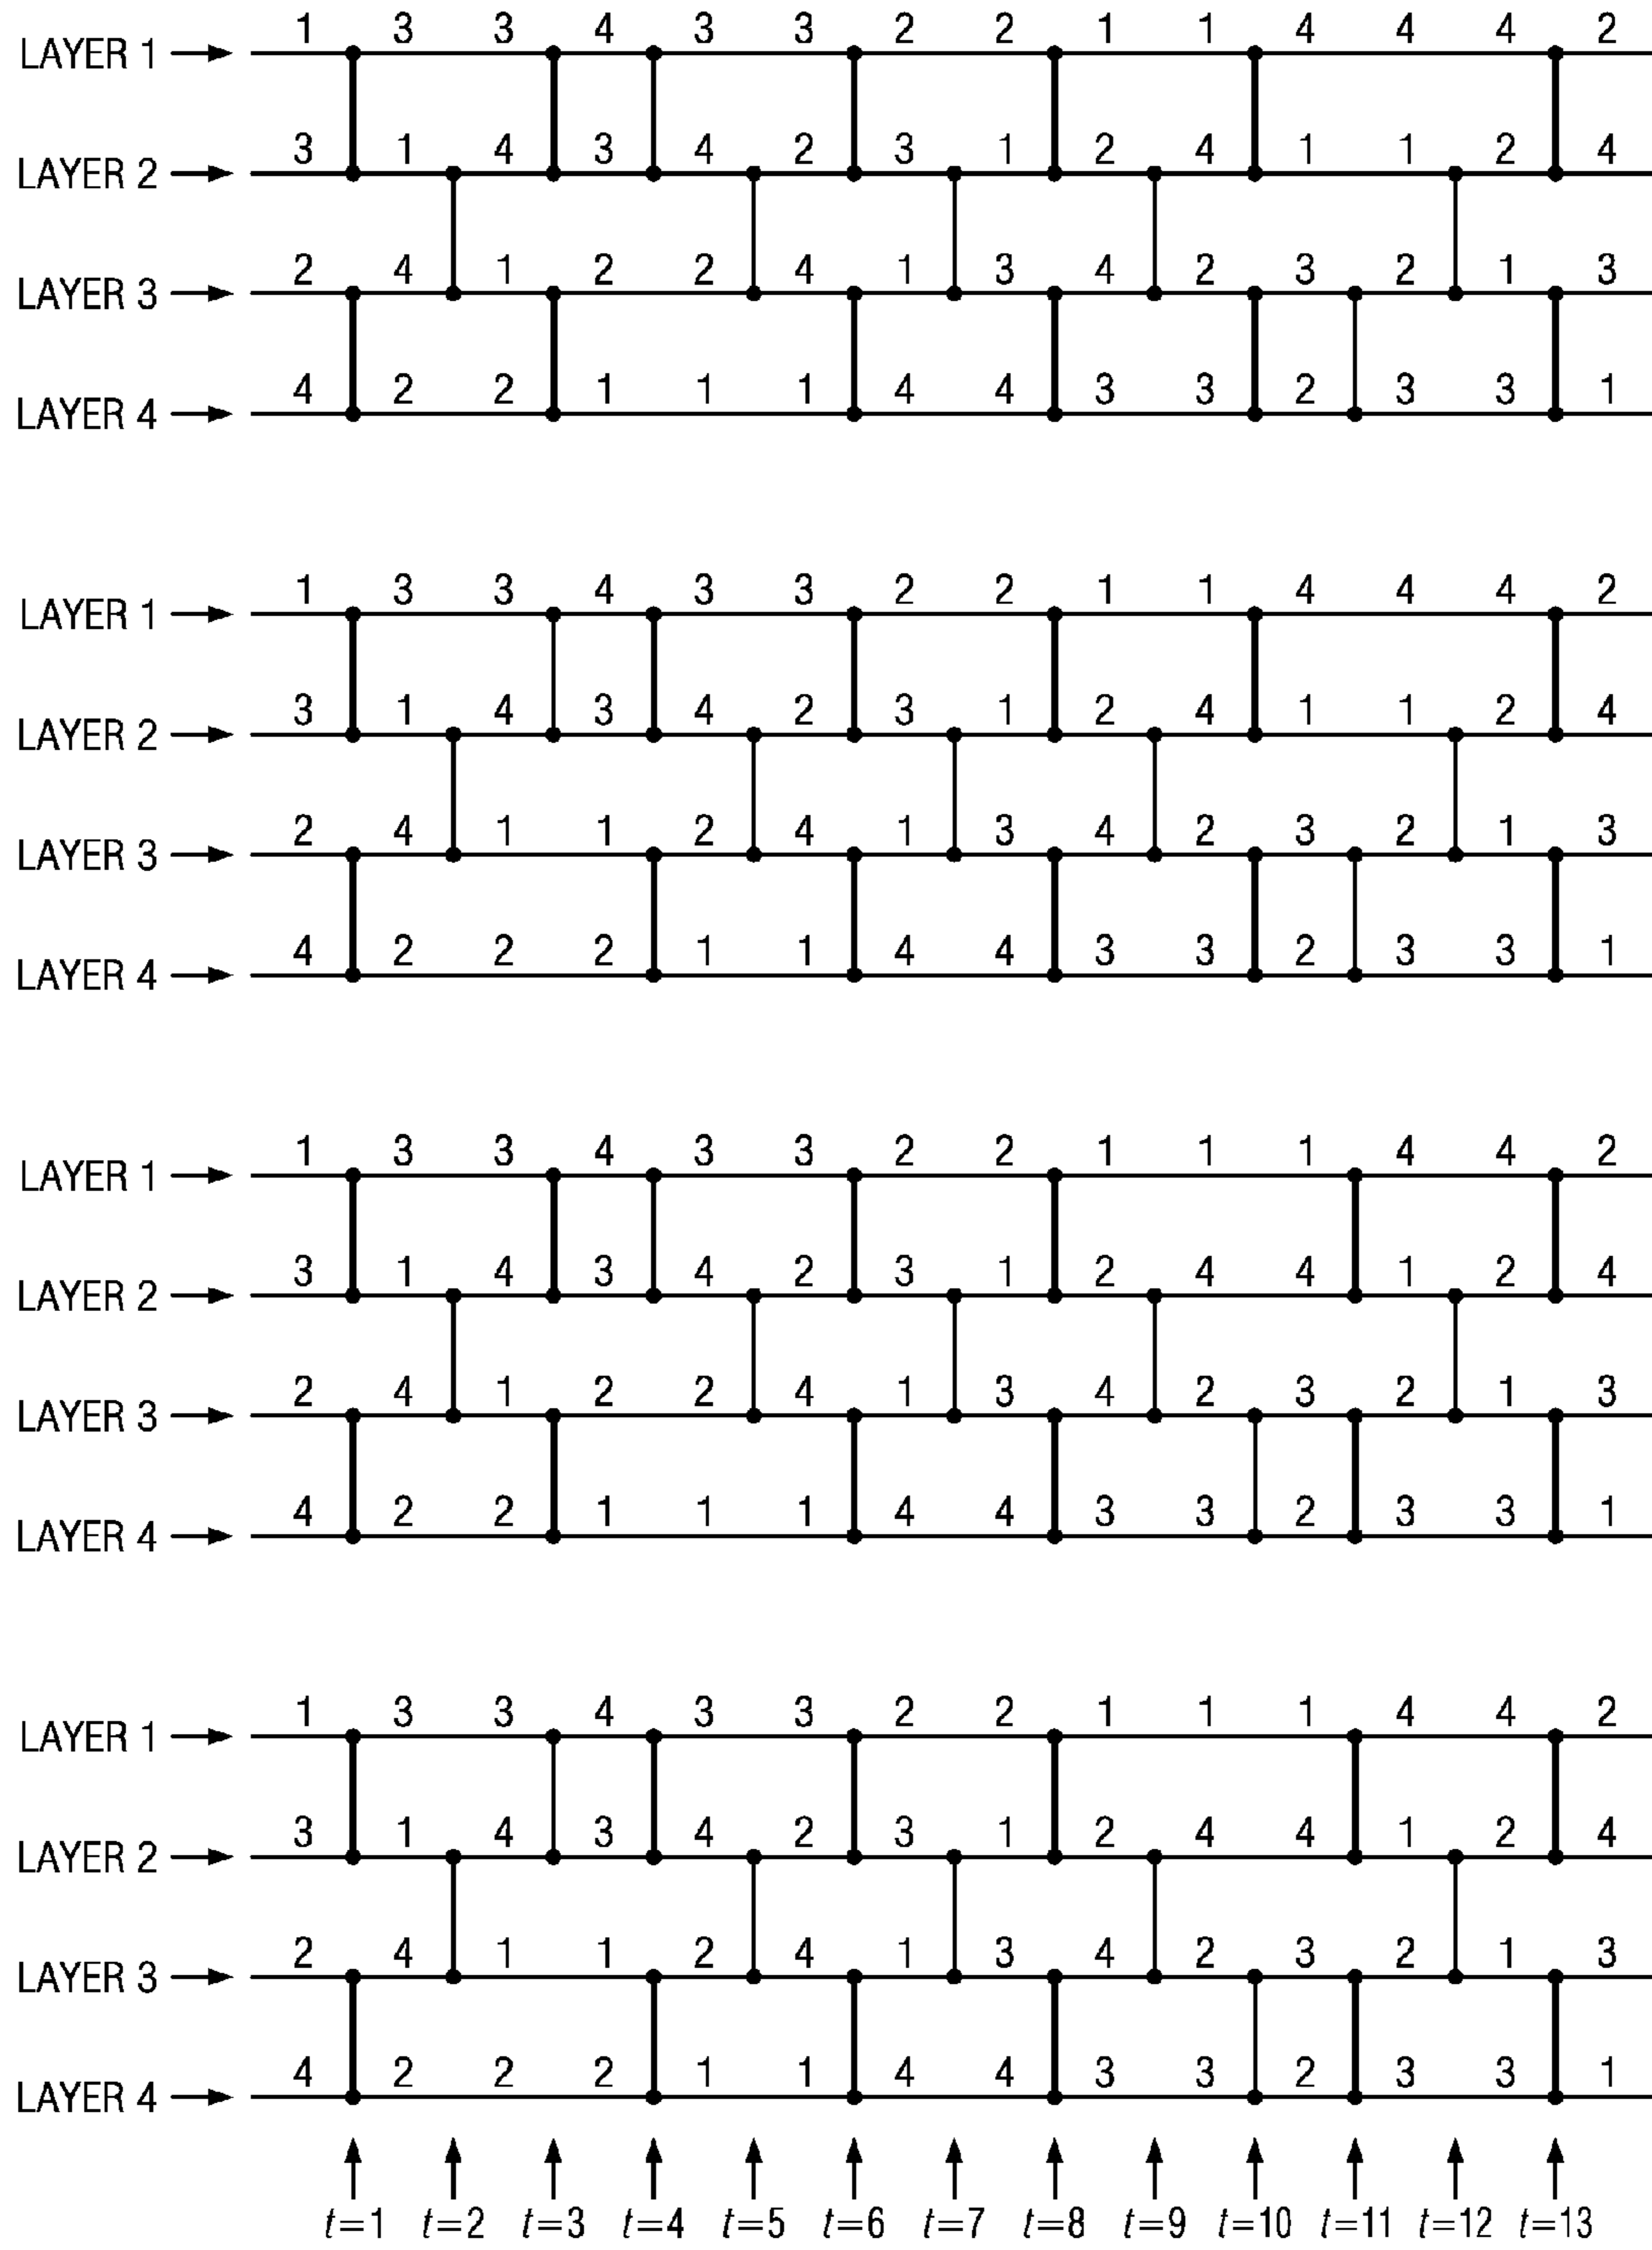 1 3 3 4 3 3 2 2 1 1 4 4 4 2
LAYER 1
3 1 4 3 4 2 3 1 2 4 1 1 2 4
LAYER 2
2 4 1 2 2 4 1 3 4 2 3 2 1 3
LAYER 3
4 2 2 1 1 1 4 4 3 3 2 3 3 1
LAYER 4
1 3 3 4 3 3 2 2 1 1 4 4 4 2
LAYER 1
3 1 4 3 4 2 3 1 2 4 1 1 2 4
LAYER 2
2 4 1 1 2 4 1 3 4 2 3 2 1 3
LAYER 3
4 2 2 2 1 1 4 4 3 3 2 3 3 1
LAYER 4
1 3 3 4 3 3 2 2 1 1 1 4 4 2
LAYER 1
3 1 4 3 4 2 3 1 2 4 4 1 2 4
LAYER 2
2 4 1 2 2 4 1 3 4 2 3 2 1 3
LAYER 3
4 2 2 1 1 1 4 4 3 3 2 3 3 1
LAYER 4
1 3 3 4 3 3 2 2 1 1 1 4 4 2
LAYER 1
3 1 4 3 4 2 3 1 2 4 4 1 2 4
LAYER 2
2 4 1 1 2 4 1 3 4 2 3 2 1 3
LAYER 3
4 2 2 2 1 1 4 4 3 3 2 3 3 1
LAYER 4
t=1 t=2 t=3 t=4 t=5 t=6 t=7 t=8 t=9 t=10 t=11 t=12 t=13